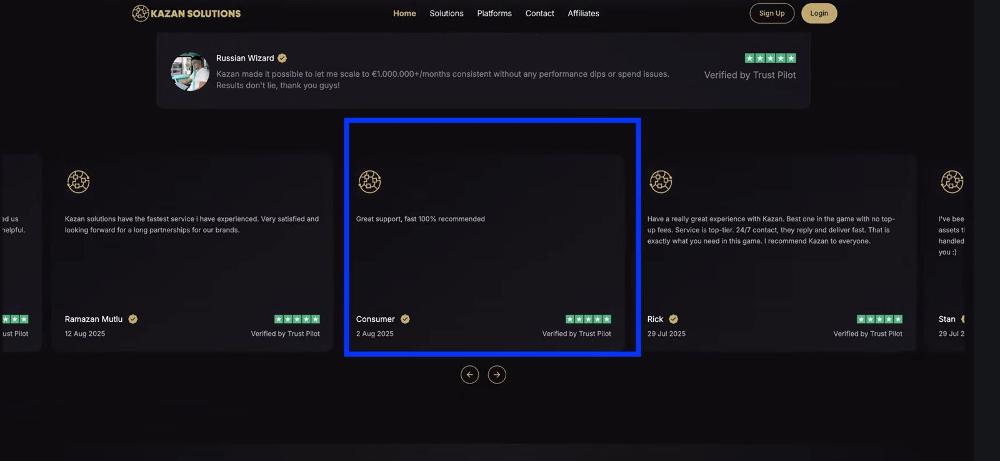 KAZAN SOLUTIONS
Home Solutions Platforms Contact Affiliates
Sign Up Login
Russian Wizard
Kazan made it possible to let me scale to €1.000.000+/months consistent without any performance dips or spend issues.
Results don't lie, thank you guys!
Verified by Trust Pilot
ed us
helpful.
ust Pilot
Kazan solutions have the fastest service i have experienced. Very satisfied and
looking forward for a long partnerships for our brands.
Ramazan Mutlu
12 Aug 2025 Verified by Trust Pilot
Great support, fast 100% recommended
Consumer
2 Aug 2025 Verified by Trust Pilot
Have a really great experience with Kazan. Best one in the game with no top-
up fees. Service is top-tier. 24/7 contact, they reply and deliver fast. That is
exactly what you need in this game. I recommend Kazan to everyone.
Rick
29 Jul 2025 Verified by Trust Pilot
I've bee
assets t
handled
you :)
Stan
29 Jul 2